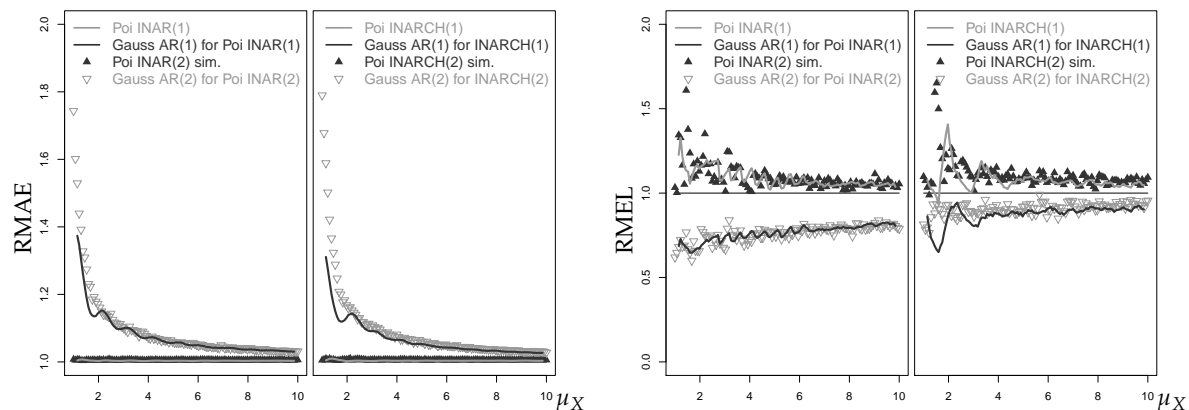 RMAE
2.0
1.8
1.6
1.4
1.2
1.0
Poi INAR(1)
Gauss AR(1) for Poi INAR(1)
Poi INAR(2) sim.
Gauss AR(2) for Poi INAR(2)
2 4 6 8 10
Poi INARCH(1)
Gauss AR(1) for INARCH(1)
Poi INARCH(2) sim.
Gauss AR(2) for INARCH(2)
2 4 6 8 10
μX
RMEL
2.0
1.5
1.0
0.5
0.0
Poi INAR(1)
Gauss AR(1) for Poi INAR(1)
Poi INAR(2) sim.
Gauss AR(2) for Poi INAR(2)
2 4 6 8 10
Poi INARCH(1)
Gauss AR(1) for INARCH(1)
Poi INARCH(2) sim.
Gauss AR(2) for INARCH(2)
2 4 6 8 10
μX